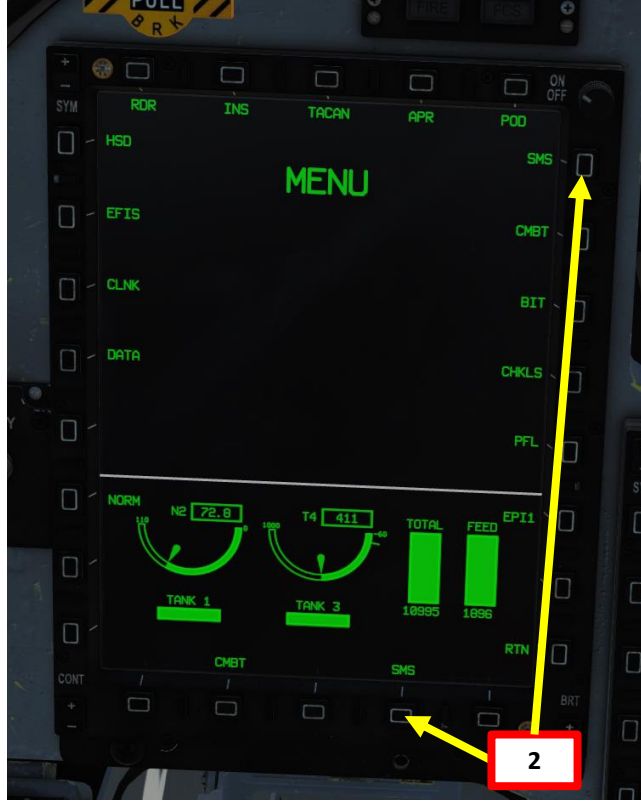 PULL
BRK
FIRE FCS
ON
OFF
SYM
RDR INS TACAN APR POD
HSD
SMS
MENU
EFIS
CMBT
CLNK
BIT
DATA
CHKLS
PFL
NORM
EPI1
N2 72.8
110 0
T4 411
1000 -60
TOTAL FEED
10995 1896
TANK 1
TANK 3
RTN
CMBT SMS
CONT
BRT
2